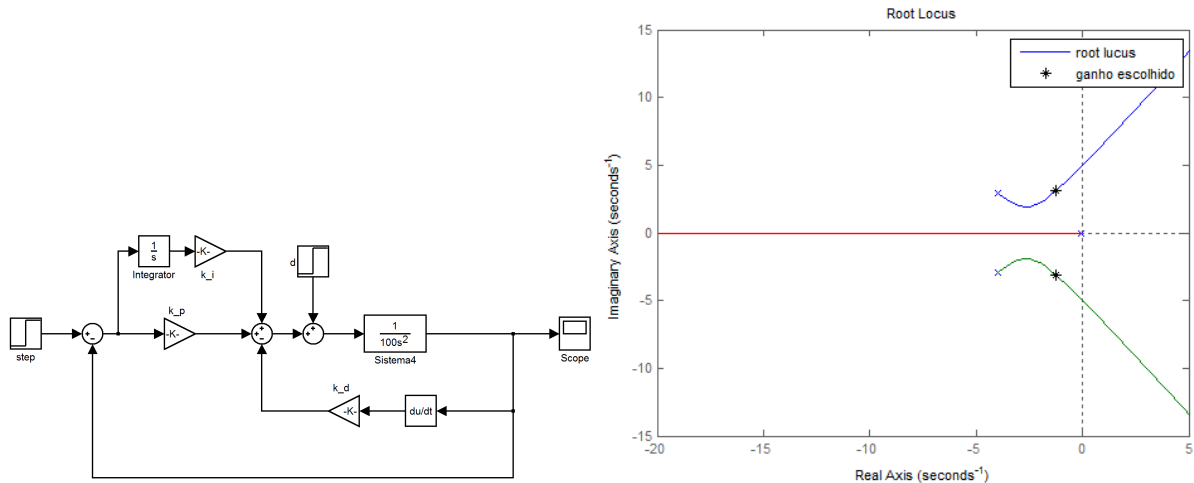 1
s
Integrator
-K-
k_i
d
step
+
-
k_p
-K-
+
+
-
+
+
1
100s²
Sistema4
Scope
k_d
-K-
du/dt
Root Locus
root lucus
ganho escolhido
Imaginary Axis (seconds⁻¹)
15
10
5
0
-5
-10
-15
-20 -15 -10 -5 0 5
Real Axis (seconds⁻¹)